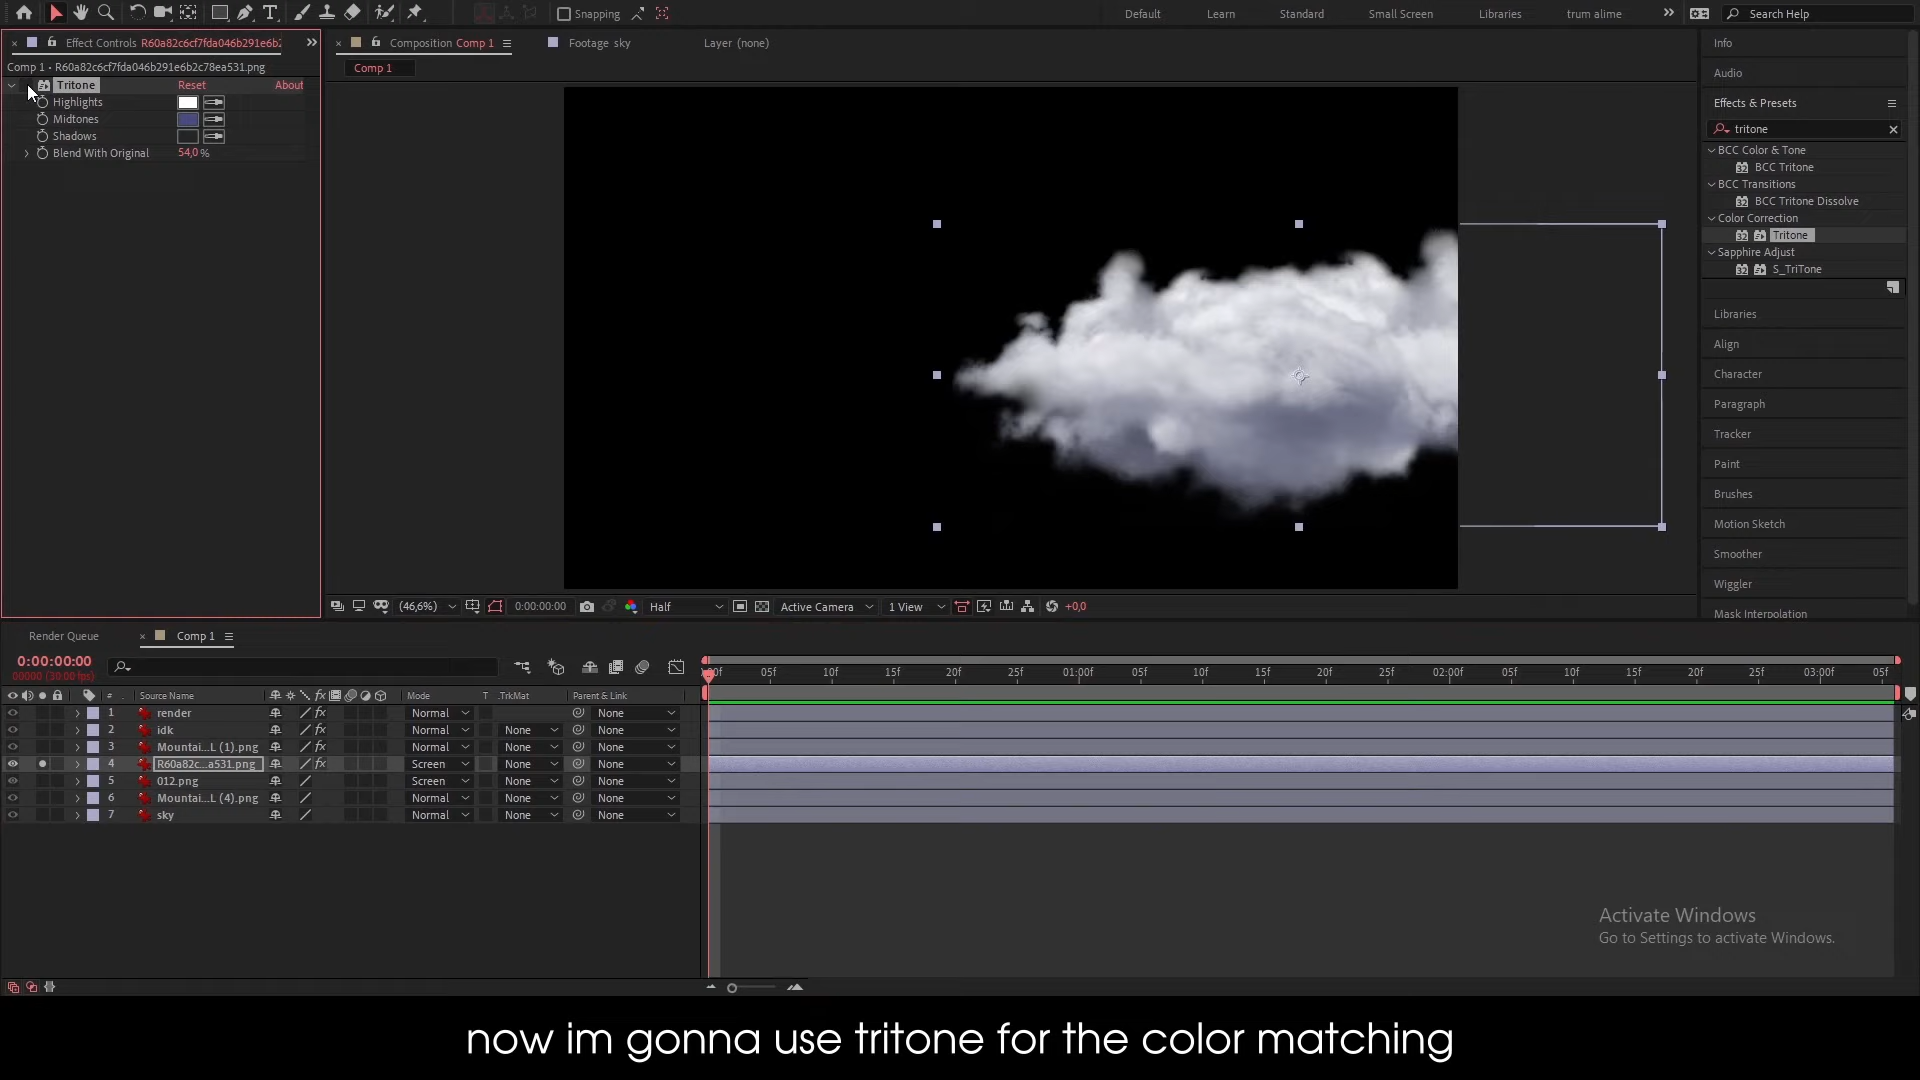 Snapping
Default
Learn
Standard
Small Screen
Libraries
trum alime
Search Help
Effect Controls R60a82c6cf7fda046b291e6b2
Composition Comp 1
Footage sky
Layer (none)
Info
Comp 1 • R60a82c6cf7fda046b291e6b2c78ea531.png
Comp 1
Audio
Tritone Reset About
Highlights
Midtones
Shadows
Blend With Original 54,0 %
Effects & Presets
tritone
BCC Color & Tone
BCC Tritone
BCC Transitions
BCC Tritone Dissolve
Color Correction
Tritone
Sapphire Adjust
S_TriTone
Libraries
Align
Character
Paragraph
Tracker
Paint
Brushes
Motion Sketch
Smoother
Wiggler
Mask Interpolation
(46,6%) 0:00:00:00 Half Active Camera 1 View +0,0
Render Queue Comp 1
0:00:00:00
00000 (30.00 fps)
:00f 05f 10f 15f 20f 25f 01:00f 05f 10f 15f 20f 25f 02:00f 05f 10f 15f 20f 25f 03:00f 05f
# Source Name Mode T .TrkMat Parent & Link
1 render Normal None
2 idk Normal None None
3 Mountai...L (1).png Normal None None
4 R60a82c...a531.png Screen None None
5 012.png Screen None None
6 Mountai...L (4).png Normal None None
7 sky Normal None None
Activate Windows
Go to Settings to activate Windows.
now im gonna use tritone for the color matching